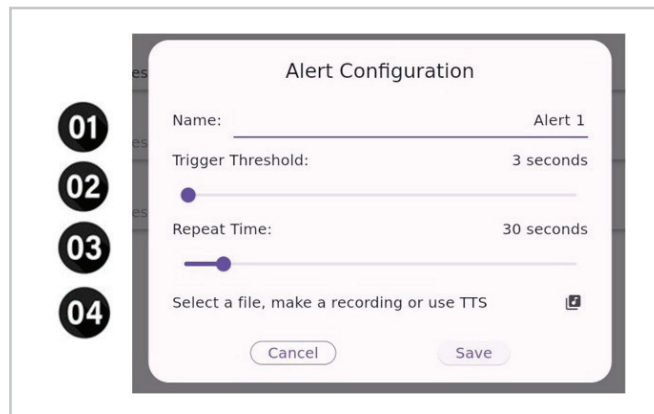 Alert Configuration
01
Name: Alert 1
02
Trigger Threshold: 3 seconds
03
Repeat Time: 30 seconds
04
Select a file, make a recording or use TTS
Cancel Save